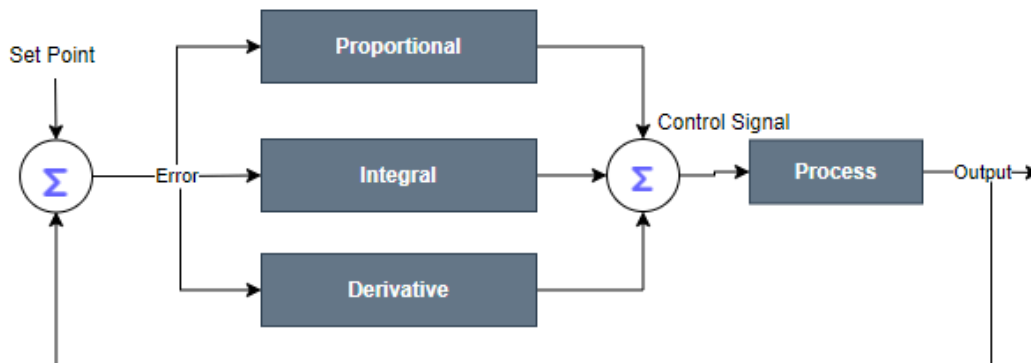 Proportional
Set Point
Control Signal
Σ
Error
Integral
Σ
Process
Output
Derivative